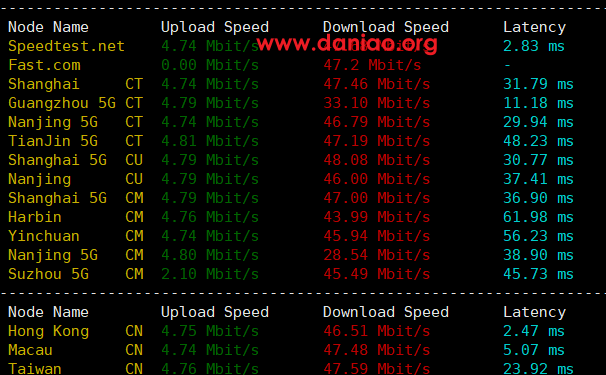 Node Name Upload Speed Download Speed Latency
Speedtest.net 4.74 Mbit/s 2.83 ms
www.daniao.org
Fast.com 0.00 Mbit/s 47.2 Mbit/s -
Shanghai CT 4.74 Mbit/s 47.46 Mbit/s 31.79 ms
Guangzhou 5G CT 4.79 Mbit/s 33.10 Mbit/s 11.18 ms
Nanjing 5G CT 4.74 Mbit/s 46.79 Mbit/s 29.94 ms
TianJin 5G CT 4.81 Mbit/s 47.19 Mbit/s 48.23 ms
Shanghai 5G CU 4.79 Mbit/s 48.08 Mbit/s 30.77 ms
Nanjing CU 4.79 Mbit/s 46.00 Mbit/s 37.41 ms
Shanghai 5G CM 4.79 Mbit/s 47.00 Mbit/s 36.90 ms
Harbin CM 4.76 Mbit/s 43.99 Mbit/s 61.98 ms
Yinchuan CM 4.74 Mbit/s 45.94 Mbit/s 56.23 ms
Nanjing 5G CM 4.80 Mbit/s 28.54 Mbit/s 38.90 ms
Suzhou 5G CM 2.10 Mbit/s 45.49 Mbit/s 45.73 ms
Node Name Upload Speed Download Speed Latency
Hong Kong CN 4.75 Mbit/s 46.51 Mbit/s 2.47 ms
Macau CN 4.74 Mbit/s 47.48 Mbit/s 5.07 ms
Taiwan CN 4.76 Mbit/s 47.59 Mbit/s 23.92 ms